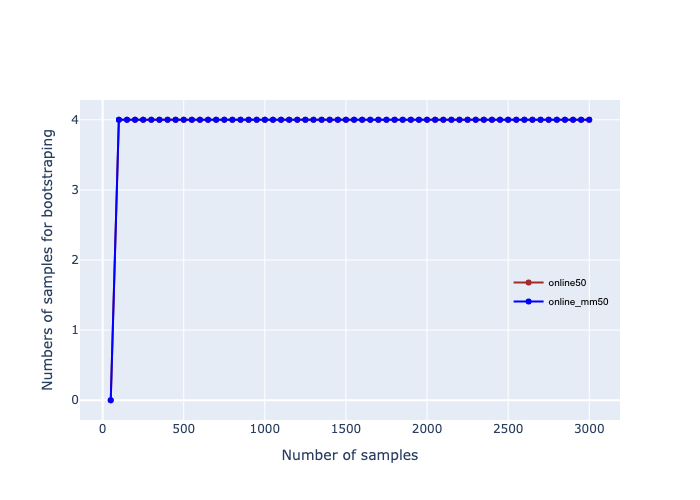 4
3
2
1
0
Numbers of samples for bootstraping
online50
online_mm50
0 500 1000 1500 2000 2500 3000
Number of samples